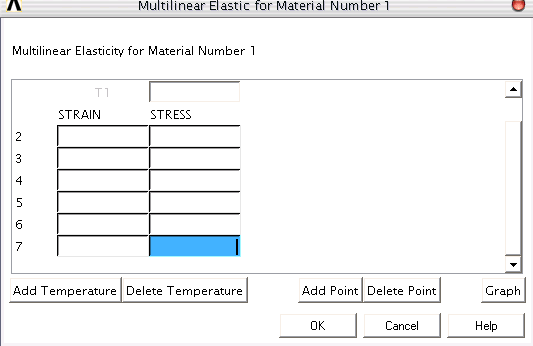 Multilinear Elastic for Material Number 1
Multilinear Elasticity for Material Number 1
T1
STRAIN STRESS
2
3
4
5
6
7
Add Temperature Delete Temperature Add Point Delete Point Graph
OK Cancel Help